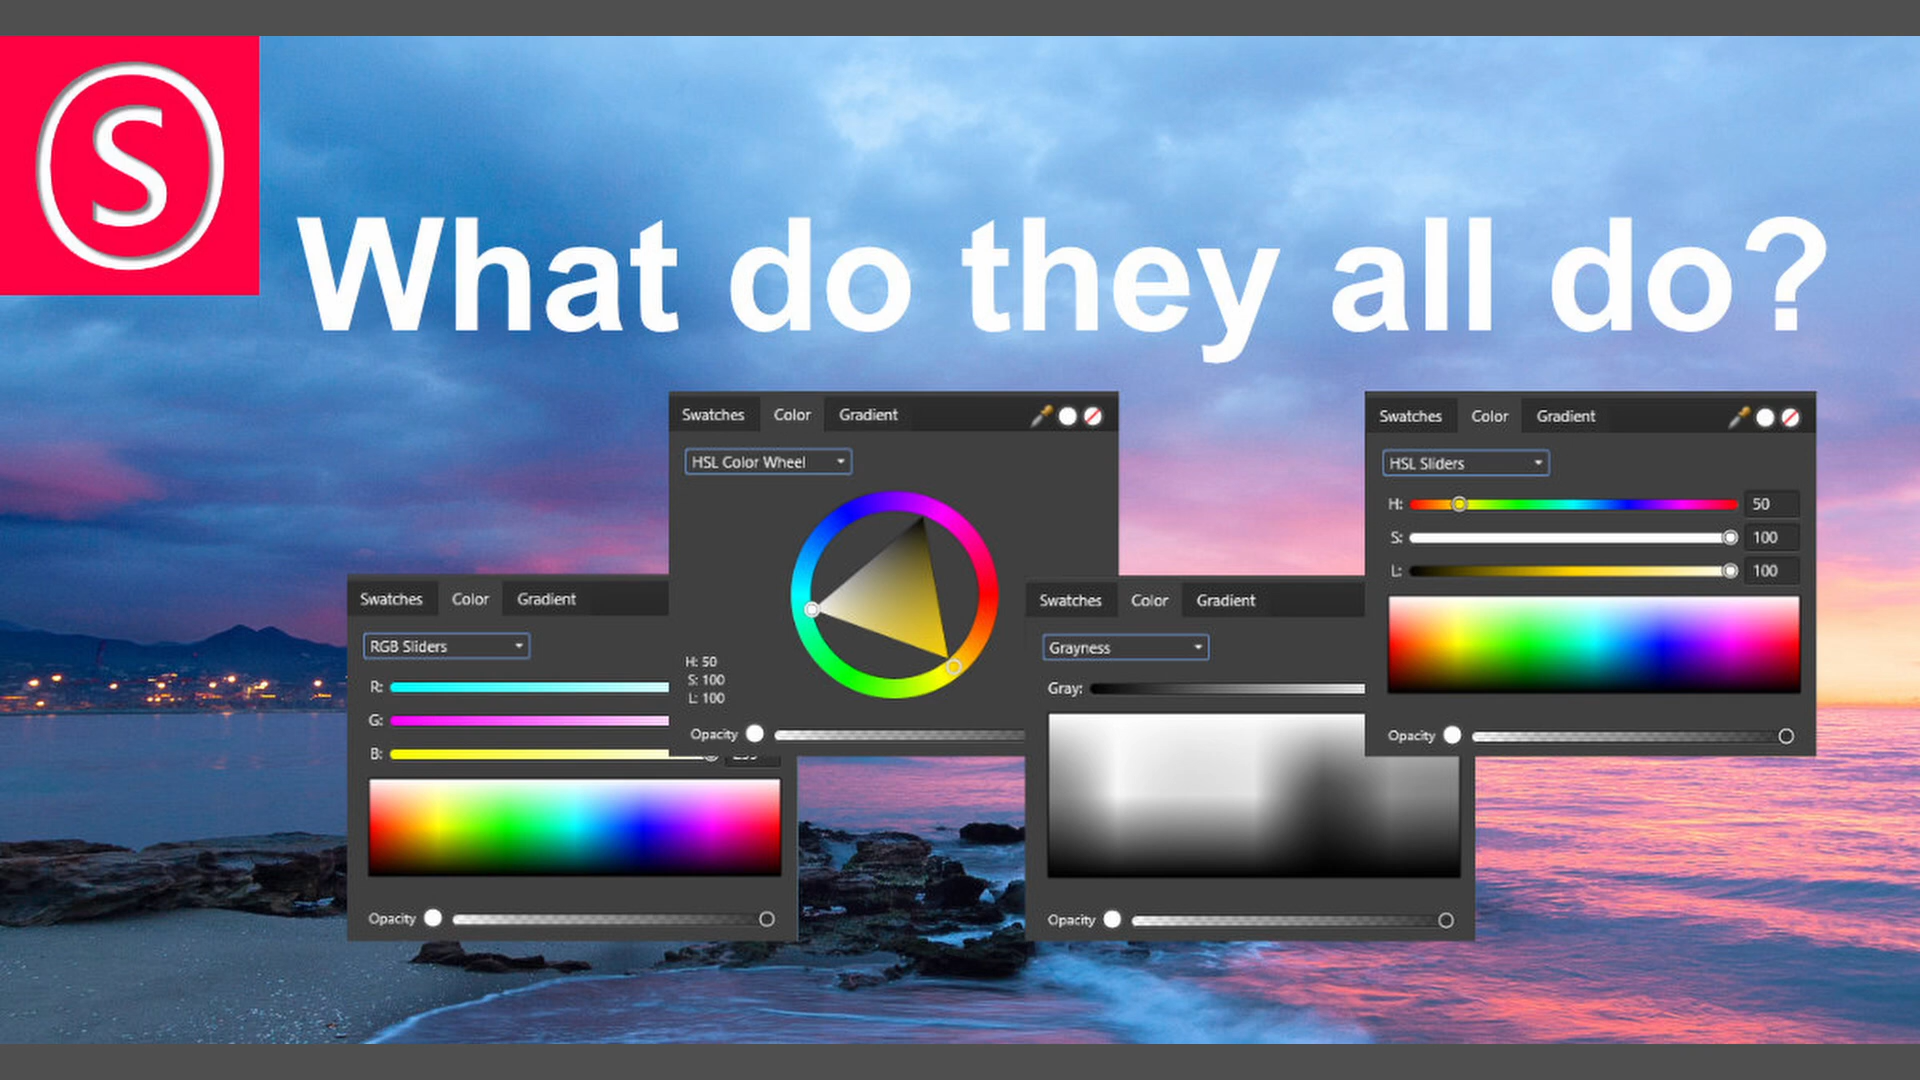 S
What do they all do?
Swatches Color Gradient
HSL Color Wheel
H: 50
S: 100
L: 100
Opacity
Swatches Color Gradient
HSL Sliders
H: 50
S: 100
L: 100
Opacity
Swatches Color Gradient
RGB Sliders
R:
G:
B:
Opacity
Swatches Color Gradient
Grayness
Gray:
Opacity